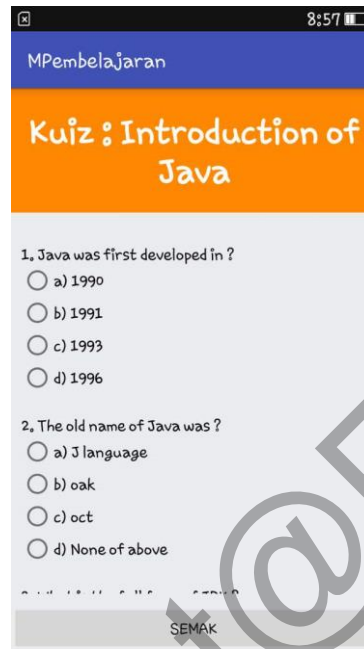 8:57
MPembelajaran
Kuiz : Introduction of
Java
1. Java was first developed in ?
a) 1990
b) 1991
c) 1993
d) 1996
2. The old name of Java was ?
a) J language
b) oak
c) oct
d) None of above
SEMAK